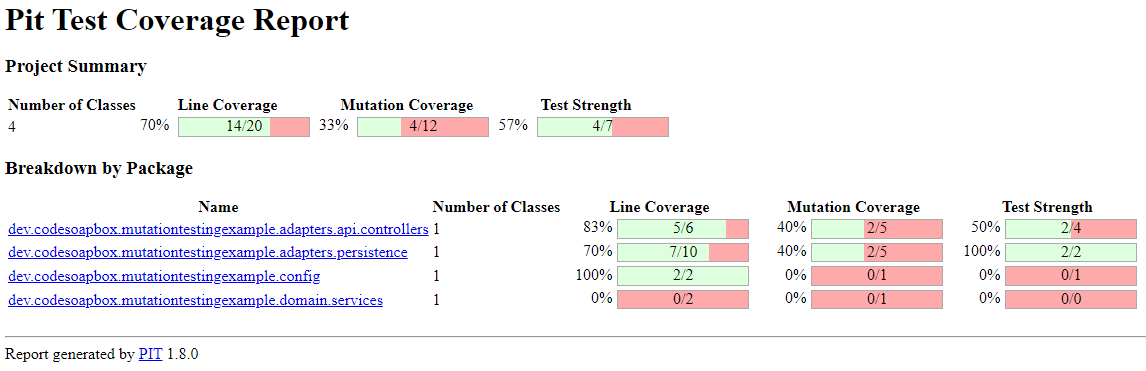 Pit Test Coverage Report
Project Summary
Number of Classes Line Coverage Mutation Coverage Test Strength
4 70% 14/20 33% 4/12 57% 4/7
Breakdown by Package
Name Number of Classes Line Coverage Mutation Coverage Test Strength
dev.codesoapbox.mutationtestingexample.adapters.api.controllers 1 83% 5/6 40% 2/5 50% 2/4
dev.codesoapbox.mutationtestingexample.adapters.persistence 1 70% 7/10 40% 2/5 100% 2/2
dev.codesoapbox.mutationtestingexample.config 1 100% 2/2 0% 0/1 0% 0/1
dev.codesoapbox.mutationtestingexample.domain.services 1 0% 0/2 0% 0/1 0% 0/0
Report generated by PIT 1.8.0